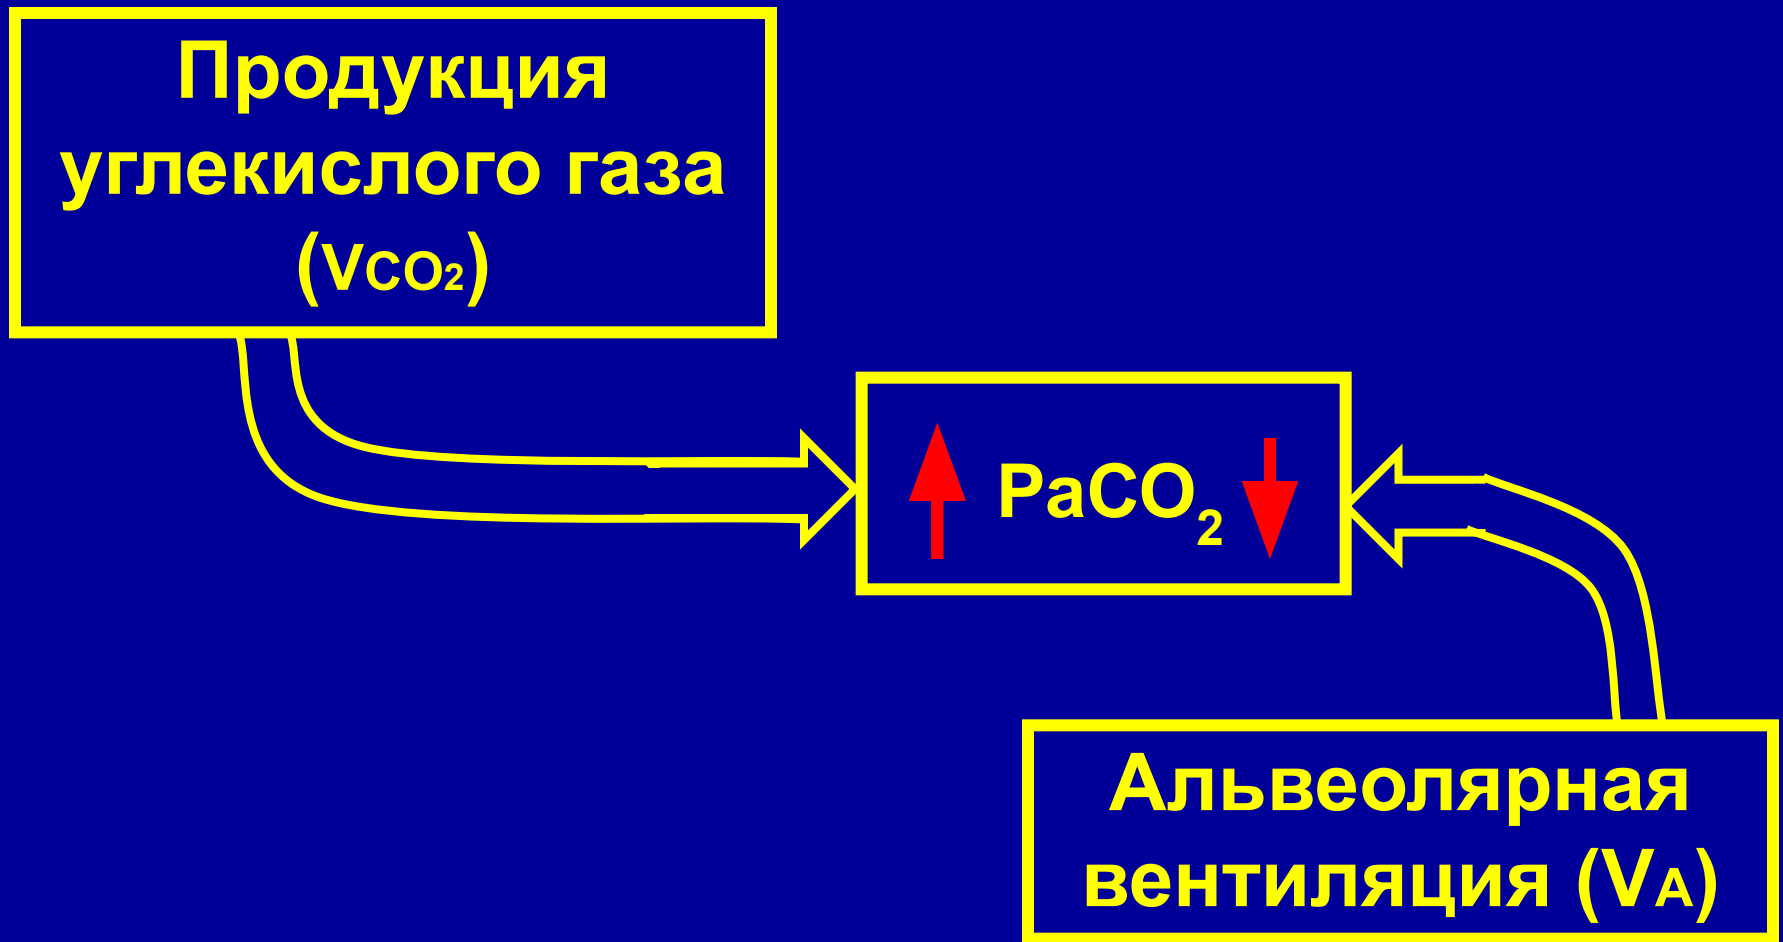 Продукция
углекислого газа
(VCO₂)
PaCO₂
Альвеолярная
вентиляция (VA)